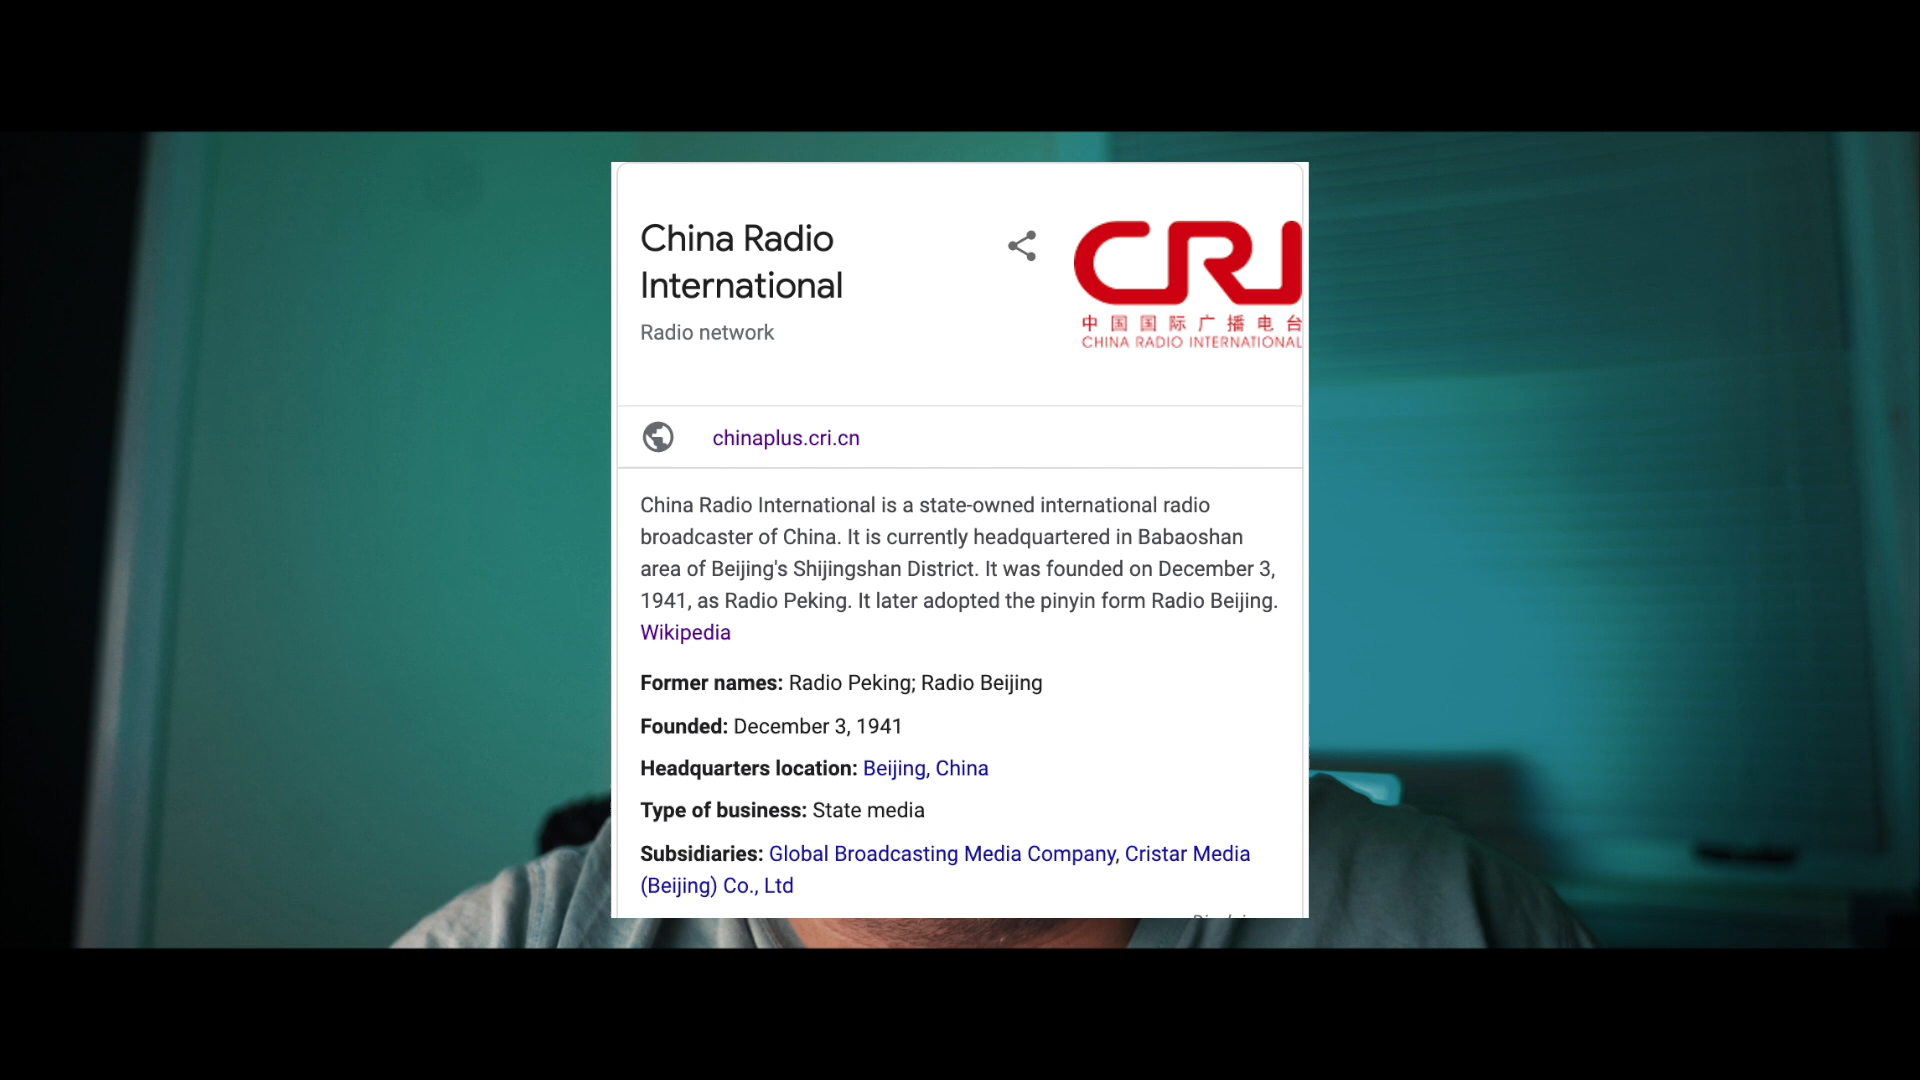 China Radio
International
Radio network
CRI
中国国际广播电台
CHINA RADIO INTERNATIONAL
chinaplus.cri.cn
China Radio International is a state-owned international radio
broadcaster of China. It is currently headquartered in Babaoshan
area of Beijing's Shijingshan District. It was founded on December 3,
1941, as Radio Peking. It later adopted the pinyin form Radio Beijing.
Wikipedia
Former names: Radio Peking; Radio Beijing
Founded: December 3, 1941
Headquarters location: Beijing, China
Type of business: State media
Subsidiaries: Global Broadcasting Media Company, Cristar Media
(Beijing) Co., Ltd